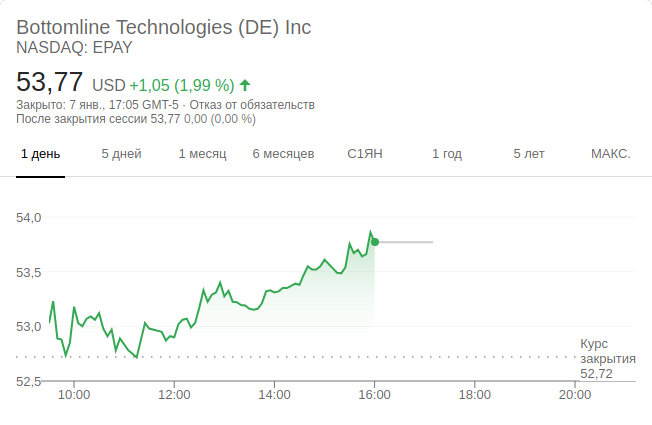 Bottomline Technologies (DE) Inc
NASDAQ: EPAY
53,77 USD +1,05 (1,99 %)
Закрыто: 7 янв., 17:05 GMT-5 · Отказ от обязательств
После закрытия сессии 53,77 0,00 (0,00 %)
1 день 5 дней 1 месяц 6 месяцев С1ЯН 1 год 5 лет МАКС.
54,0
53,5
53,0
Курс
закрытия
52,72
52,5
10:00 12:00 14:00 16:00 18:00 20:00